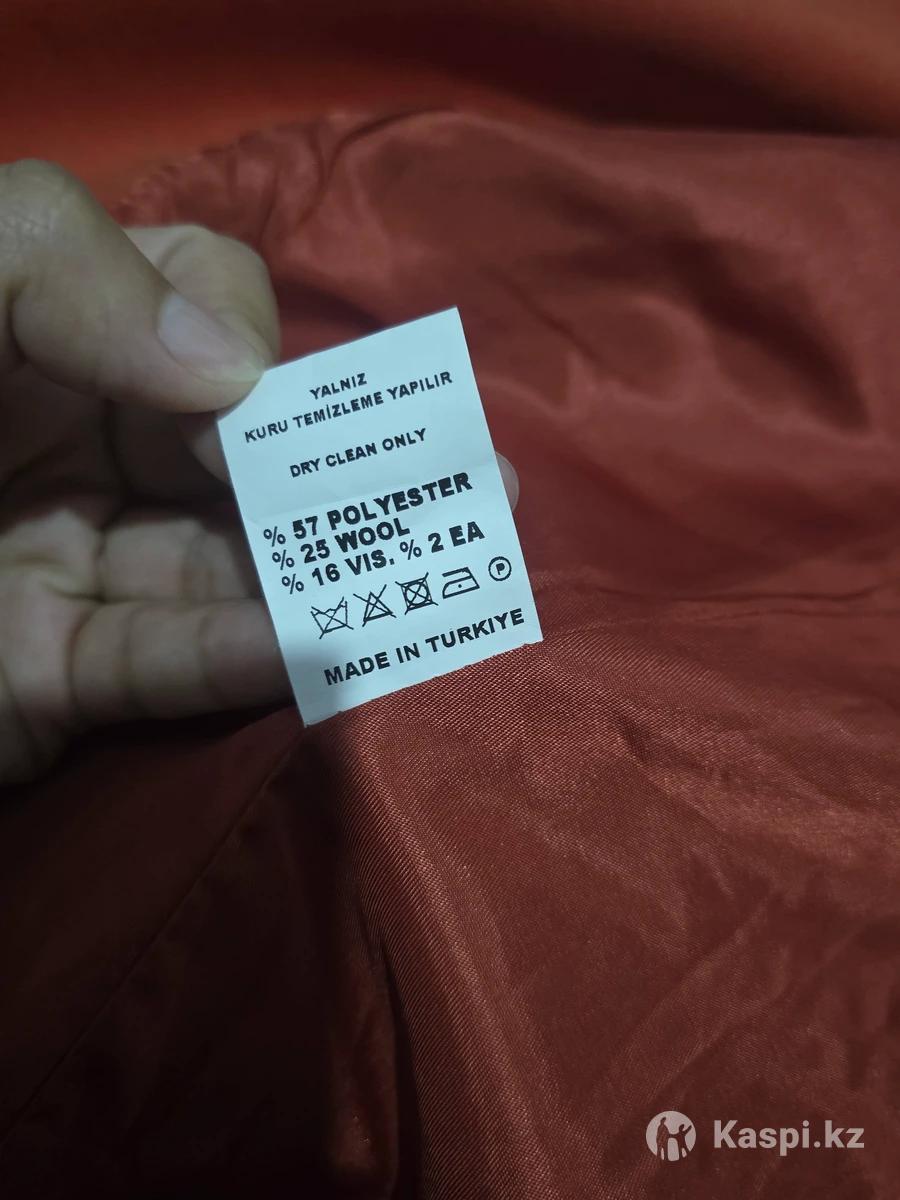 YALNIZ
KURU TEMİZLEME YAPILIR
DRY CLEAN ONLY
% 57 POLYESTER
% 25 WOOL
% 16 VIS. % 2 EA
P
MADE IN TURKIYE
Kaspi.kz